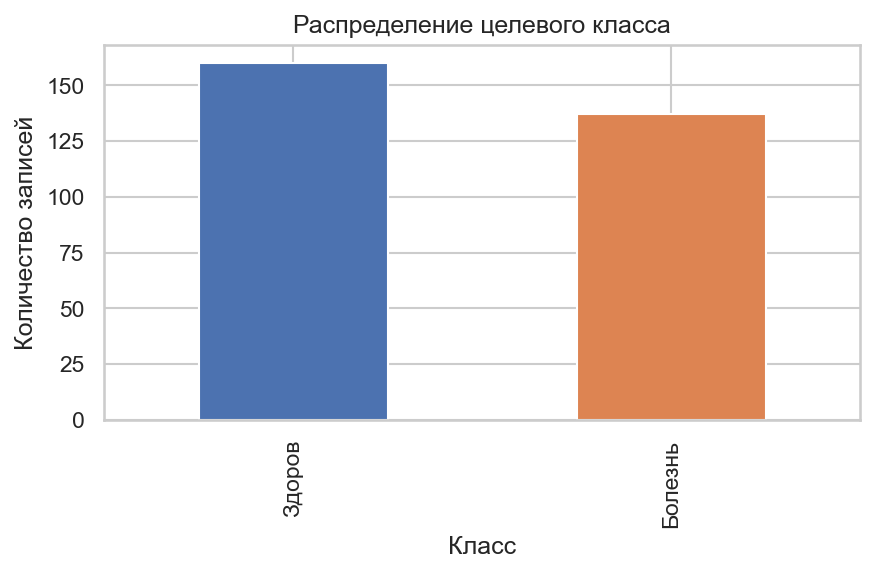 Распределение целевого класса
Количество записей
150
125
100
75
50
25
0
Здоров
Болезнь
Класс